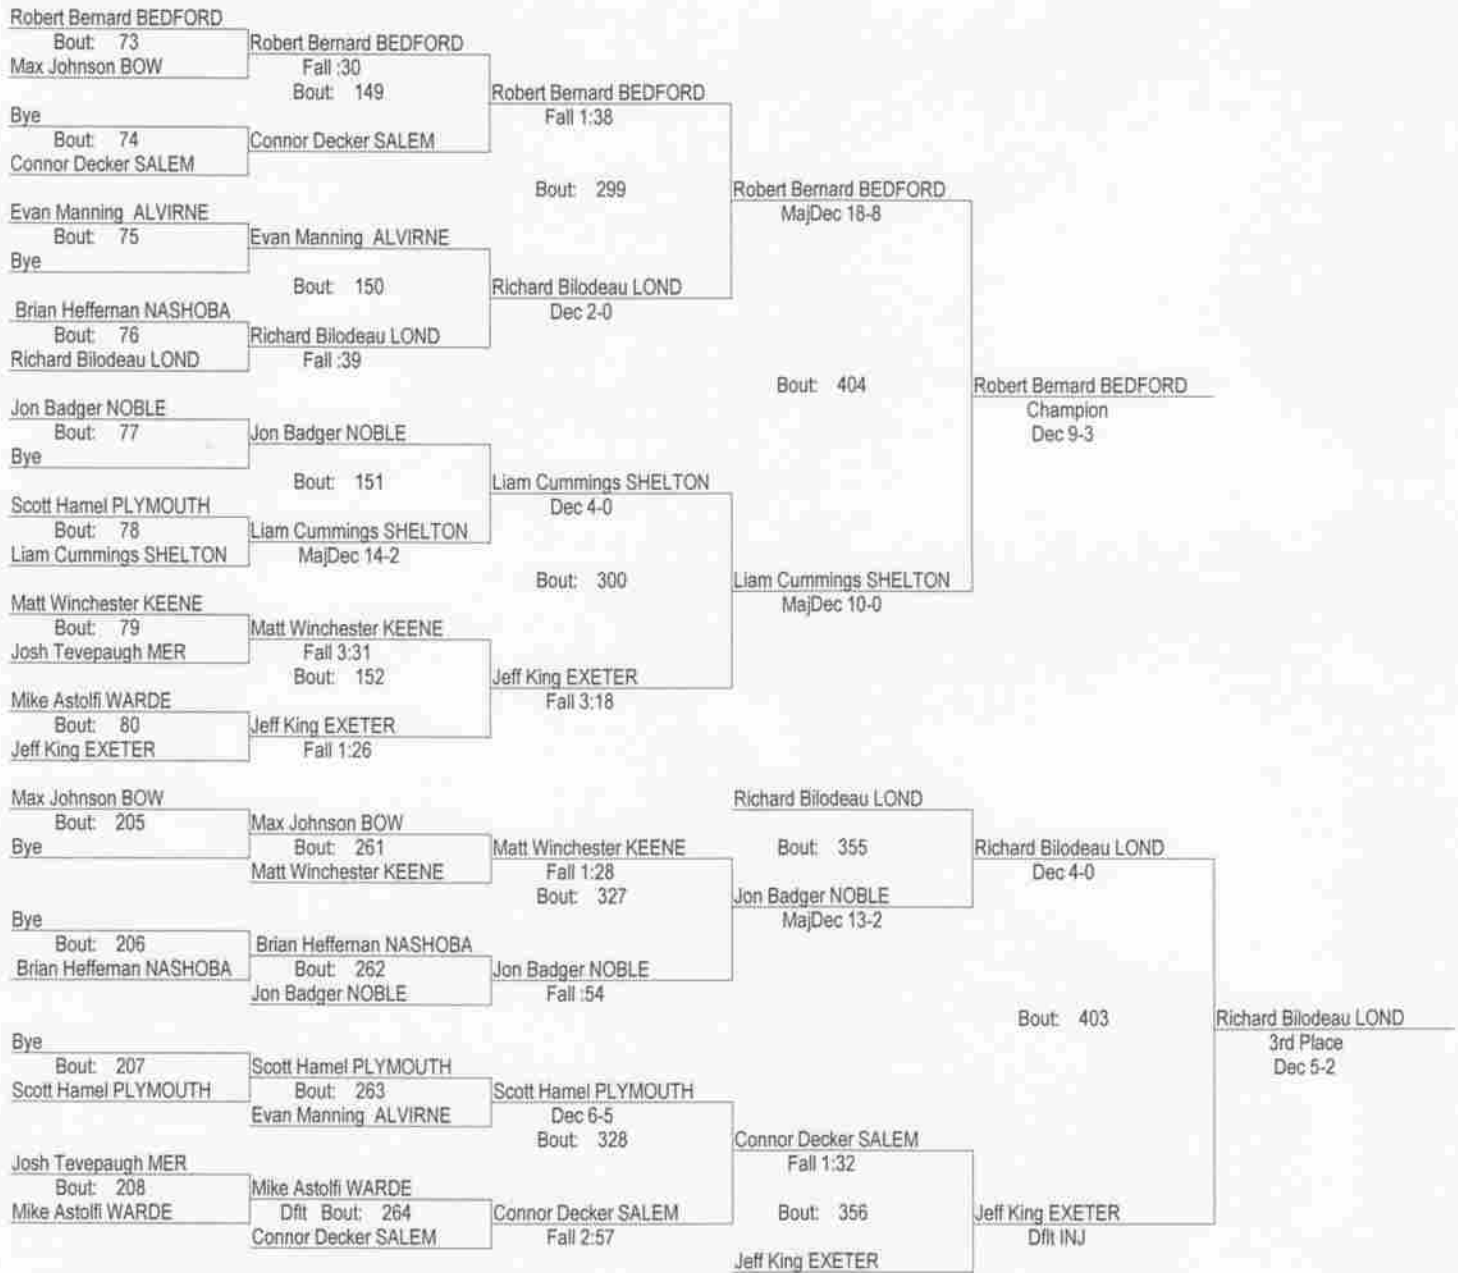 Robert Bernard BEDFORD
Bout: 73
Max Johnson BOW
Bye
Bout: 74
Connor Decker SALEM
Evan Manning ALVIRNE
Bout: 75
Bye
Brian Heffernan NASHOBA
Bout: 76
Richard Bilodeau LOND
Jon Badger NOBLE
Bout: 77
Bye
Scott Hamel PLYMOUTH
Bout: 78
Liam Cummings SHELTON
Matt Winchester KEENE
Bout: 79
Josh Tevepaugh MER
Mike Astolfi WARDE
Bout: 80
Jeff King EXETER
Robert Bernard BEDFORD
Fall :30
Bout: 149
Connor Decker SALEM
Evan Manning ALVIRNE
Bout: 150
Richard Bilodeau LOND
Fall :39
Jon Badger NOBLE
Bout: 151
Liam Cummings SHELTON
MajDec 14-2
Matt Winchester KEENE
Fall 3:31
Bout: 152
Jeff King EXETER
Fall 1:26
Robert Bernard BEDFORD
Fall 1:38
Bout: 299
Richard Bilodeau LOND
Dec 2-0
Liam Cummings SHELTON
Dec 4-0
Bout: 300
Jeff King EXETER
Fall 3:18
Robert Bernard BEDFORD
MajDec 18-8
Bout: 404
Liam Cummings SHELTON
MajDec 10-0
Robert Bernard BEDFORD
Champion
Dec 9-3
Max Johnson BOW
Bout: 205
Bye
Bye
Bout: 206
Brian Heffernan NASHOBA
Bye
Bout: 207
Scott Hamel PLYMOUTH
Josh Tevepaugh MER
Bout: 208
Mike Astolfi WARDE
Max Johnson BOW
Bout: 261
Matt Winchester KEENE
Brian Heffernan NASHOBA
Bout: 262
Jon Badger NOBLE
Scott Hamel PLYMOUTH
Bout: 263
Evan Manning ALVIRNE
Mike Astolfi WARDE
Dflt Bout: 264
Connor Decker SALEM
Matt Winchester KEENE
Fall 1:28
Bout: 327
Jon Badger NOBLE
Fall :54
Scott Hamel PLYMOUTH
Dec 6-5
Bout: 328
Connor Decker SALEM
Fall 2:57
Richard Bilodeau LOND
Bout: 355
Jon Badger NOBLE
MajDec 13-2
Connor Decker SALEM
Fall 1:32
Bout: 356
Jeff King EXETER
Richard Bilodeau LOND
Dec 4-0
Bout: 403
Jeff King EXETER
Dflt INJ
Richard Bilodeau LOND
3rd Place
Dec 5-2